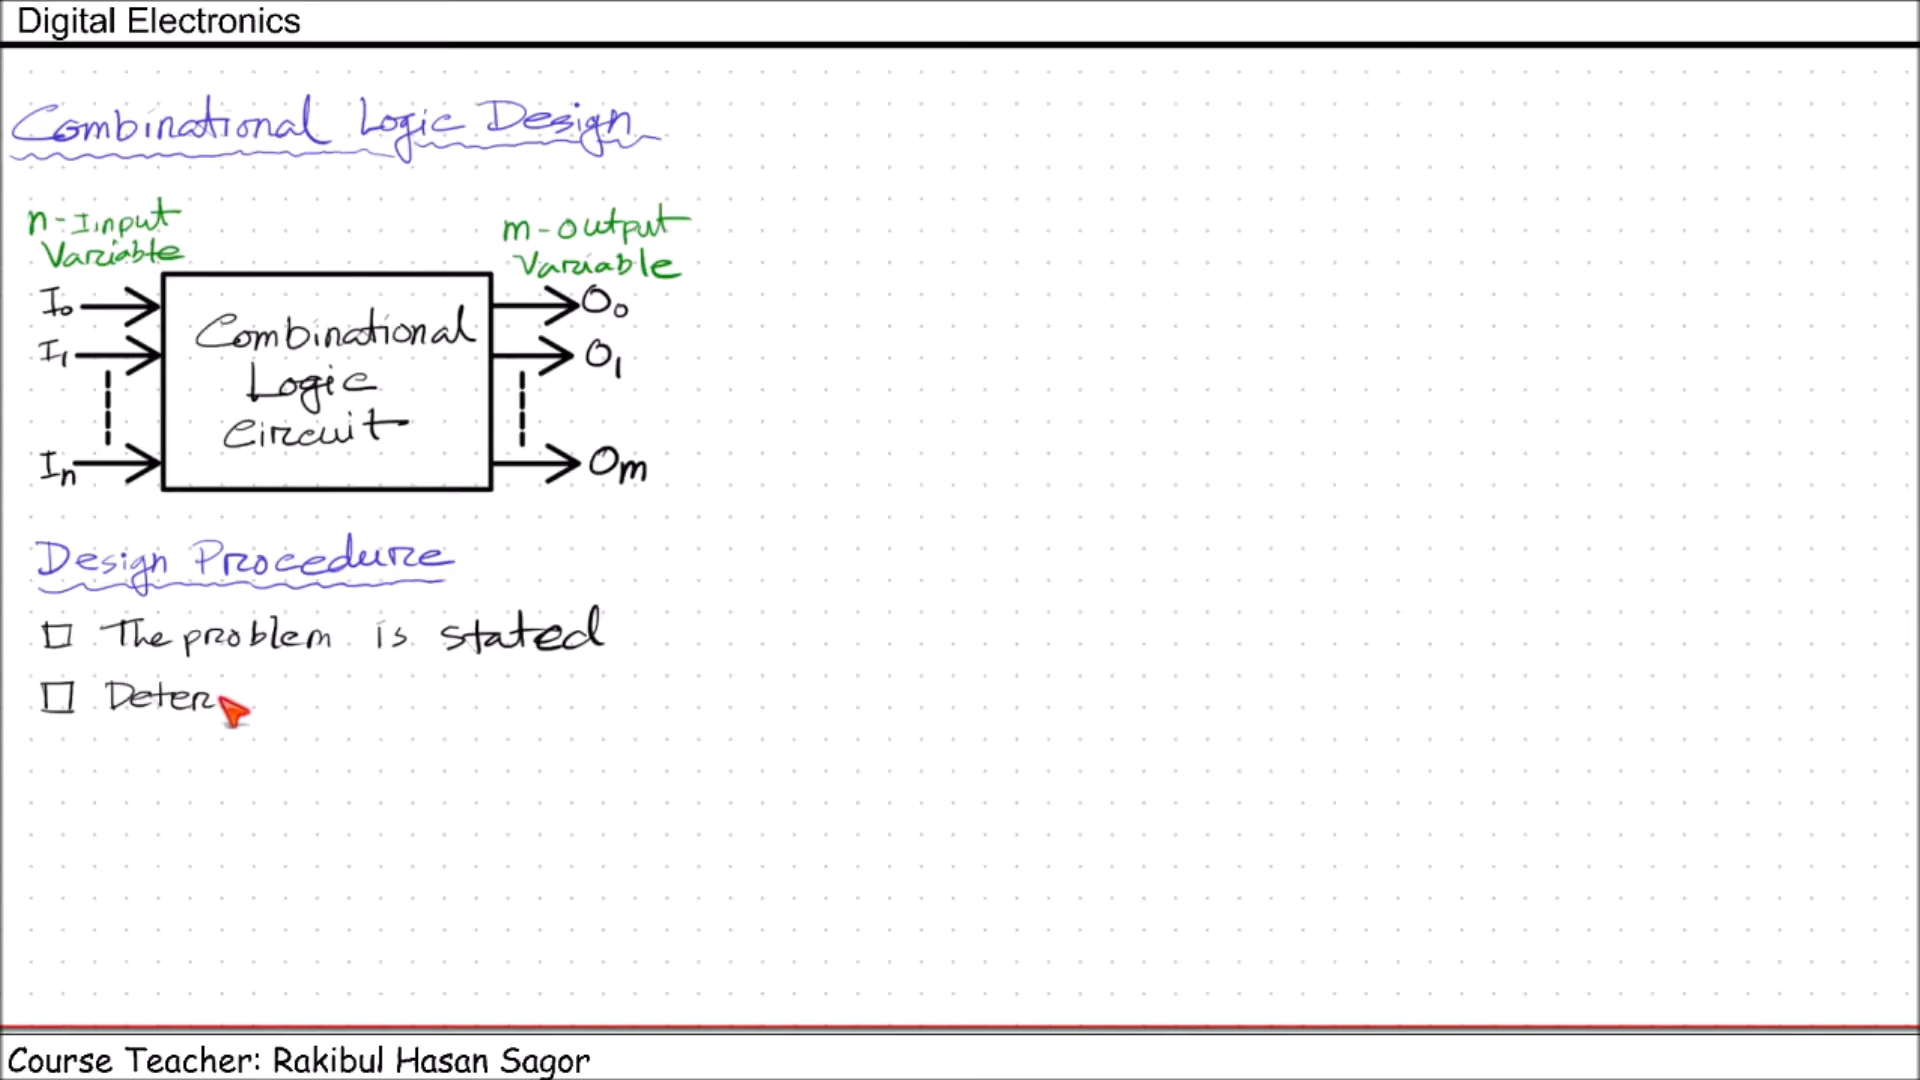 Digital Electronics
Combinational Logic Design
n-Input
Variable
m-output
Variable
I₀
O₀
I₁
O₁
Combinational
Logic
Circuit
Iₙ
Oₘ
Design Procedure
The problem is stated
Deter
Course Teacher: Rakibul Hasan Sagor